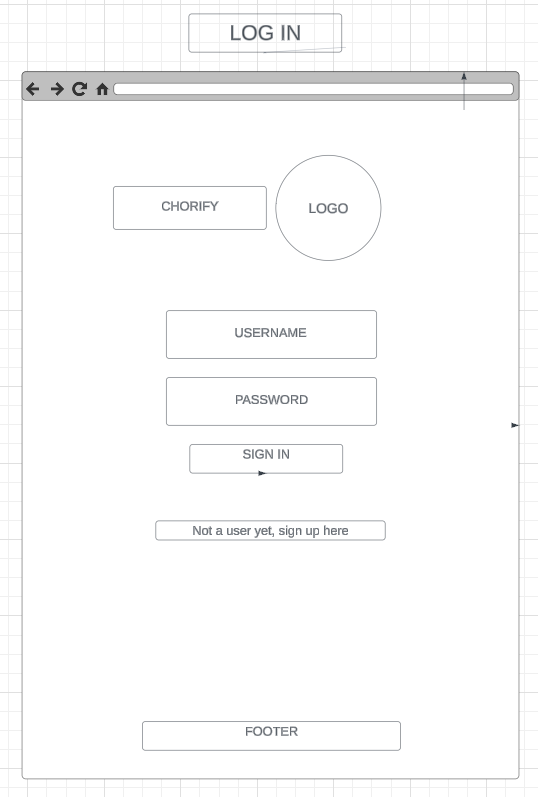 LOG IN
CHORIFY
LOGO
USERNAME
PASSWORD
SIGN IN
Not a user yet, sign up here
FOOTER